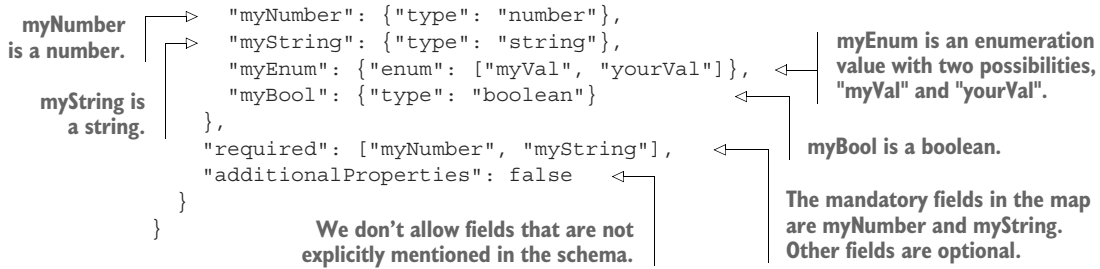 myNumber
is a number.
myString is
a string.
"myNumber": {"type": "number"},
"myString": {"type": "string"},
"myEnum": {"enum": ["myVal", "yourVal"]},
"myBool": {"type": "boolean"}
},
"required": ["myNumber", "myString"],
"additionalProperties": false
}
}
myEnum is an enumeration
value with two possibilities,
"myVal" and "yourVal".
myBool is a boolean.
The mandatory fields in the map
are myNumber and myString.
Other fields are optional.
We don't allow fields that are not
explicitly mentioned in the schema.